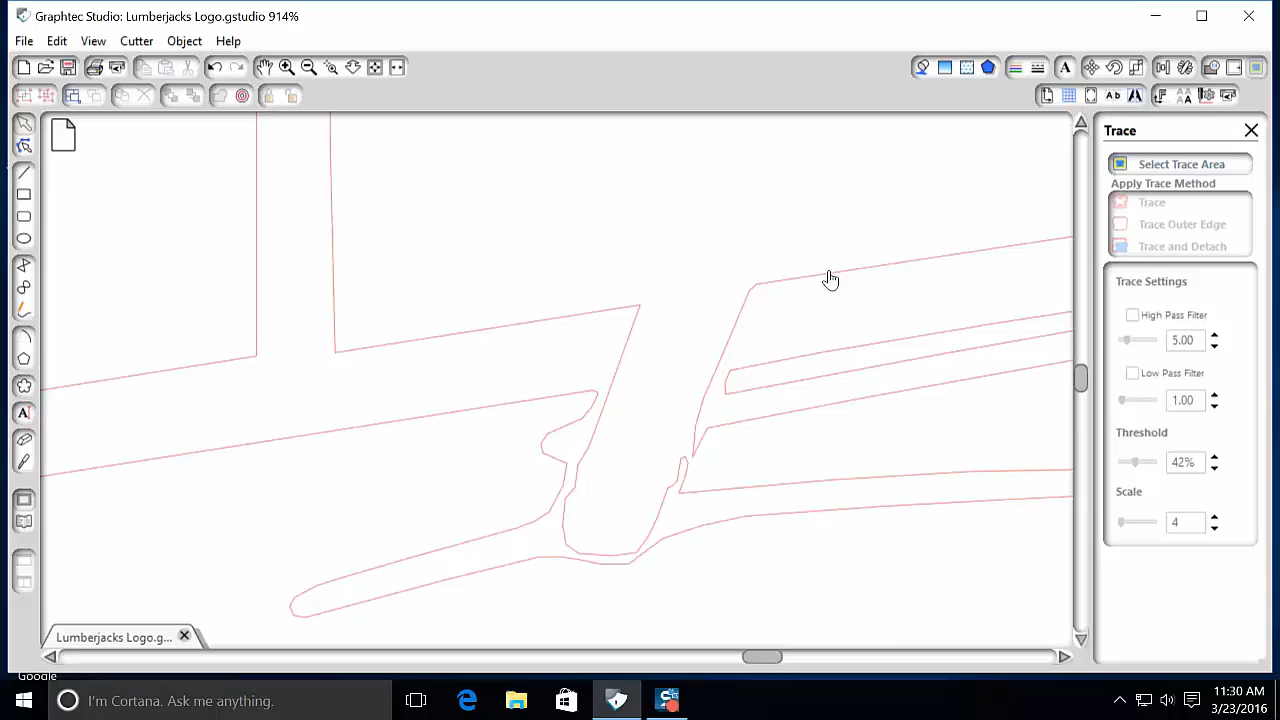 Graphtec Studio: Lumberjacks Logo.gstudio 914%
File Edit View Cutter Object Help
Trace
Select Trace Area
Apply Trace Method
Trace
Trace Outer Edge
Trace and Detach
Trace Settings
High Pass Filter
5.00
Low Pass Filter
1.00
Threshold
42%
Scale
4
Lumberjacks Logo.g...
Google
I'm Cortana. Ask me anything.
11:30 AM
3/23/2016